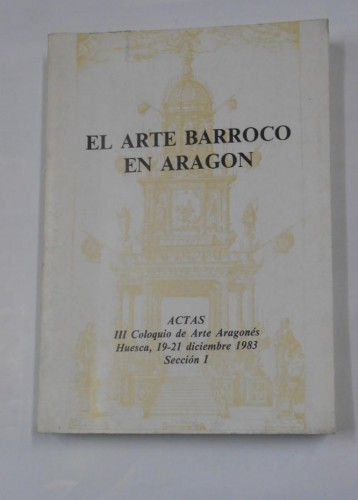 EL ARTE BARROCO
EN ARAGON
ACTAS
III Coloquio de Arte Aragonés
Huesca, 19-21 diciembre 1983
Sección I